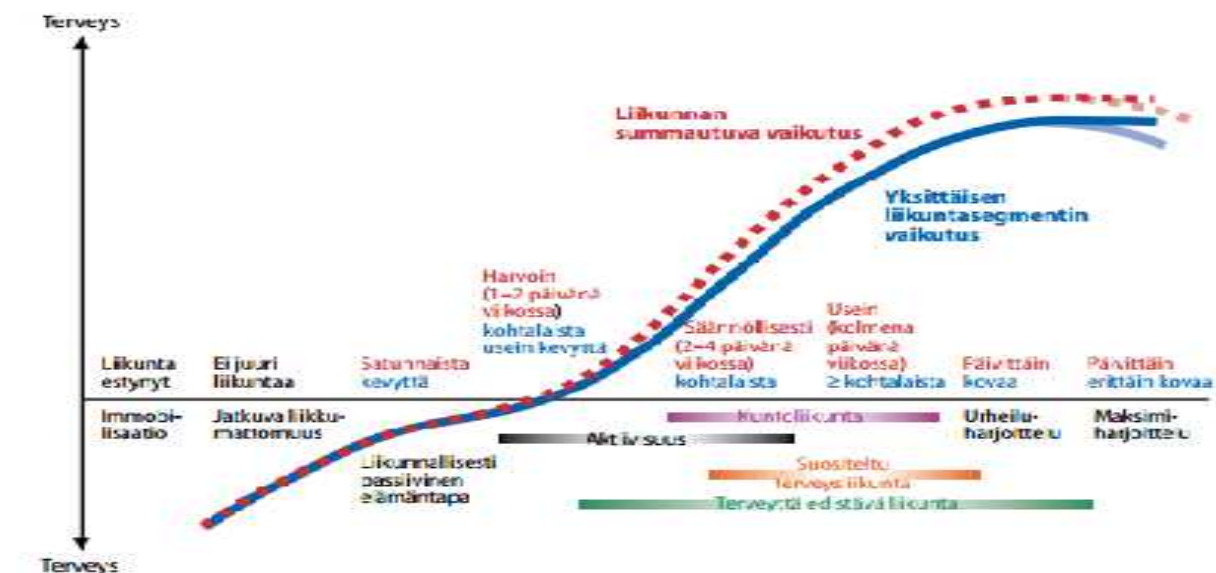 Terveys
Liikunnan
summautuva vaikutus
Yksittäisen
liikuntasegmentin
vaikutus
Harvoin
(1–2 päivänä
viikossa)
kohtalaista
usein kevyttä
Säännöllisesti
(2–4 päivänä
viikossa)
kohtalaista
Usein
(kolmena
päivänä
viikossa)
≥ kohtalaista
Liikunta
estynyt
Ei juuri
liikuntaa
Satunnaista
kevyttä
Päivittäin
kovaa
Päivittäin
erittäin kovaa
Immobi-
lisaatio
Jatkuva liikku-
mattomuus
Liikunnallisesti
passiivinen
elämäntapa
Aktiivisuus
Kuntoliikunta
Urheilu-
harjoittelu
Maksimi-
harjoittelu
Suositeltu
terveysliikunta
Terveyttä edistävä liikunta
Terveys